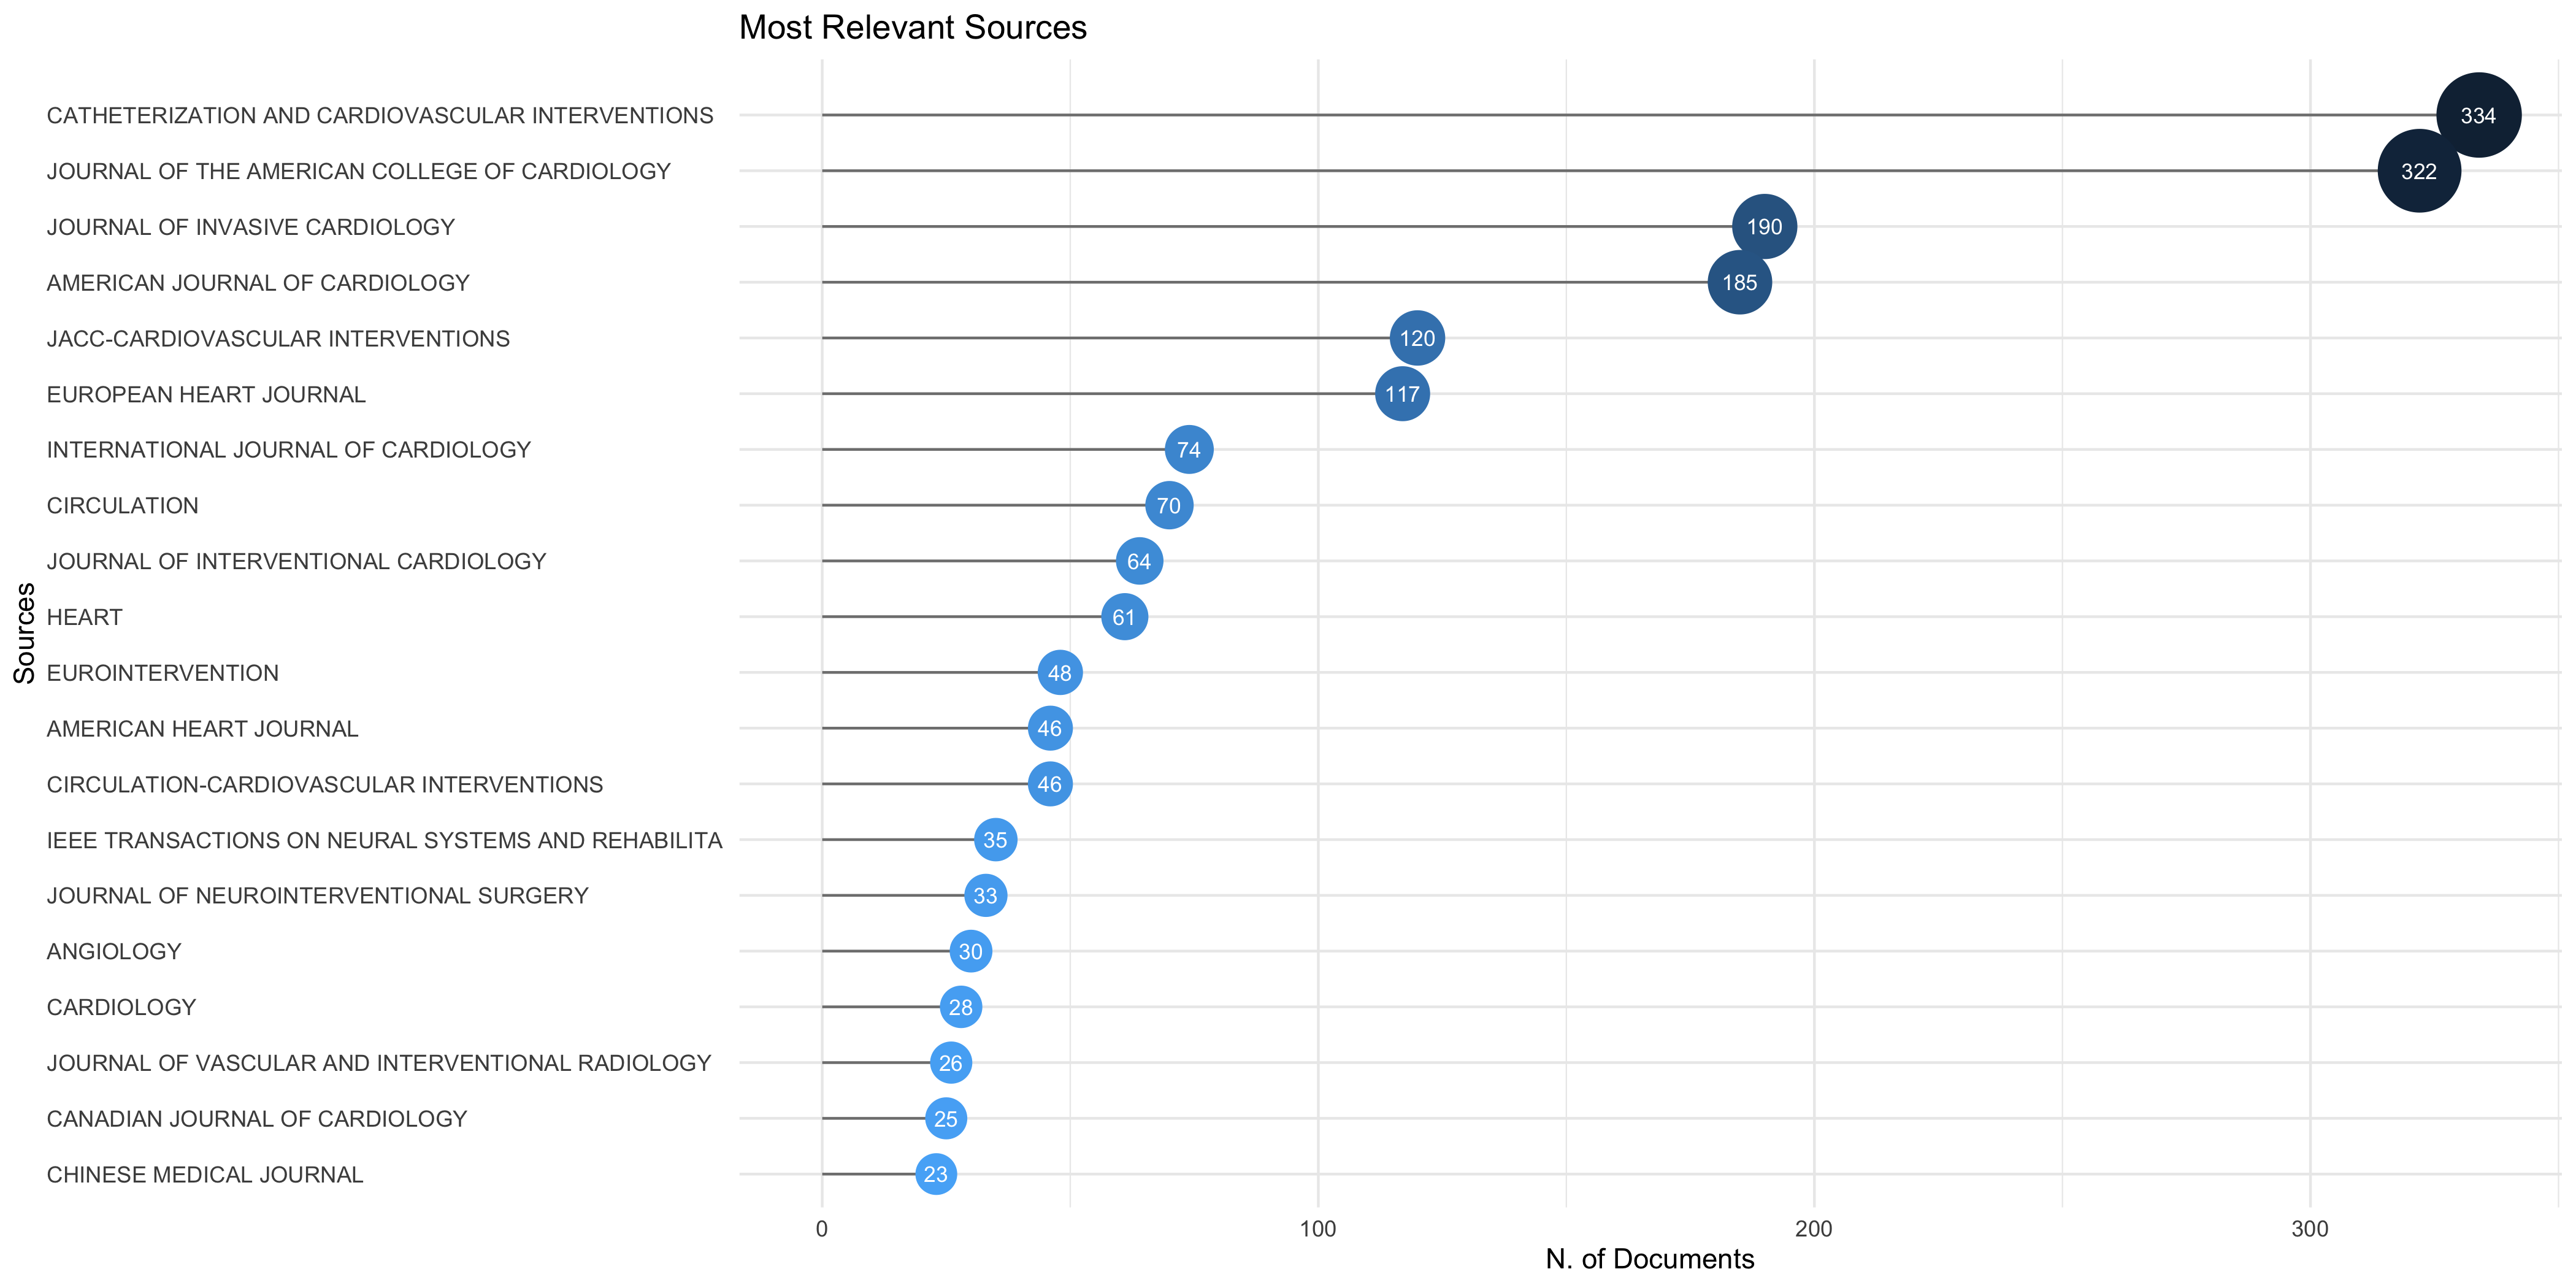 Most Relevant Sources
CATHETERIZATION AND CARDIOVASCULAR INTERVENTIONS 334
JOURNAL OF THE AMERICAN COLLEGE OF CARDIOLOGY 322
JOURNAL OF INVASIVE CARDIOLOGY 190
AMERICAN JOURNAL OF CARDIOLOGY 185
JACC-CARDIOVASCULAR INTERVENTIONS 120
EUROPEAN HEART JOURNAL 117
INTERNATIONAL JOURNAL OF CARDIOLOGY 74
CIRCULATION 70
JOURNAL OF INTERVENTIONAL CARDIOLOGY 64
HEART 61
EUROINTERVENTION 48
AMERICAN HEART JOURNAL 46
CIRCULATION-CARDIOVASCULAR INTERVENTIONS 46
IEEE TRANSACTIONS ON NEURAL SYSTEMS AND REHABILITA 35
JOURNAL OF NEUROINTERVENTIONAL SURGERY 33
ANGIOLOGY 30
CARDIOLOGY 28
JOURNAL OF VASCULAR AND INTERVENTIONAL RADIOLOGY 26
CANADIAN JOURNAL OF CARDIOLOGY 25
CHINESE MEDICAL JOURNAL 23
Sources
0 100 200 300
N. of Documents